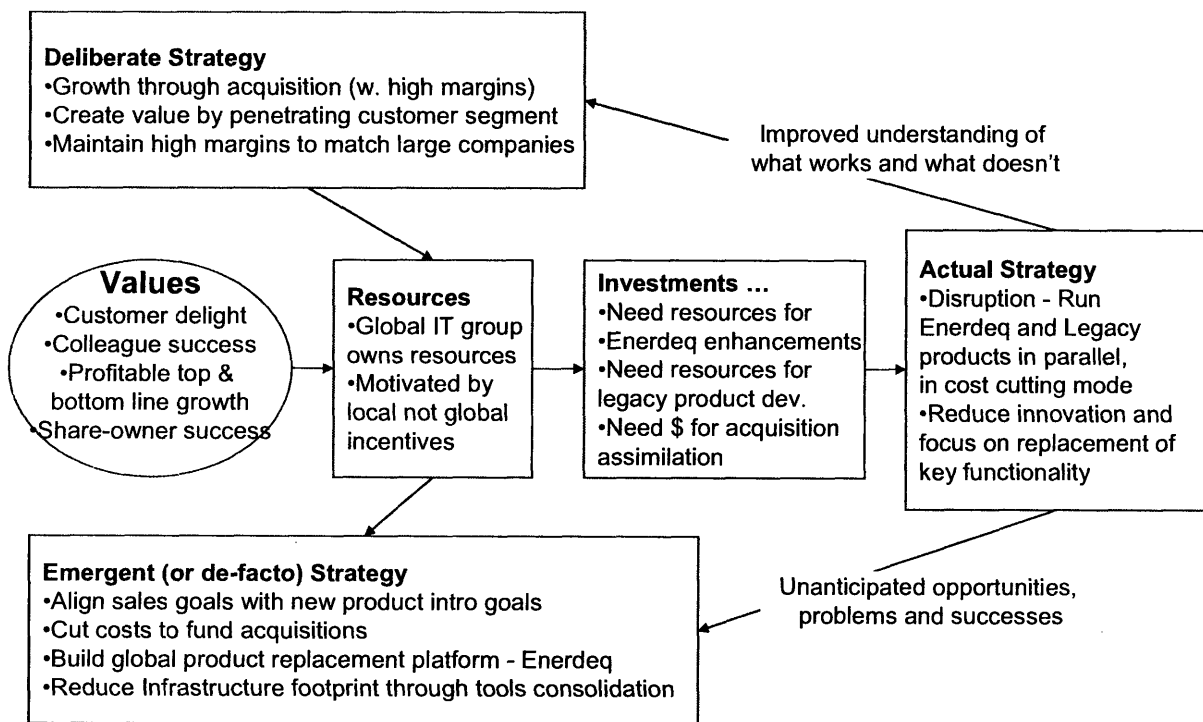 Deliberate Strategy
•Growth through acquisition (w. high margins)
•Create value by penetrating customer segment
•Maintain high margins to match large companies
Improved understanding of
what works and what doesn't
Values
•Customer delight
•Colleague success
•Profitable top &
bottom line growth
•Share-owner success
Resources
•Global IT group
owns resources
•Motivated by
local not global
incentives
Investments ...
•Need resources for
•Enerdeq enhancements
•Need resources for
legacy product dev.
•Need $ for acquisition
assimilation
Actual Strategy
•Disruption - Run
Enerdeq and Legacy
products in parallel,
in cost cutting mode
•Reduce innovation and
focus on replacement of
key functionality
Emergent (or de-facto) Strategy
•Align sales goals with new product intro goals
•Cut costs to fund acquisitions
•Build global product replacement platform - Enerdeq
•Reduce Infrastructure footprint through tools consolidation
Unanticipated opportunities,
problems and successes